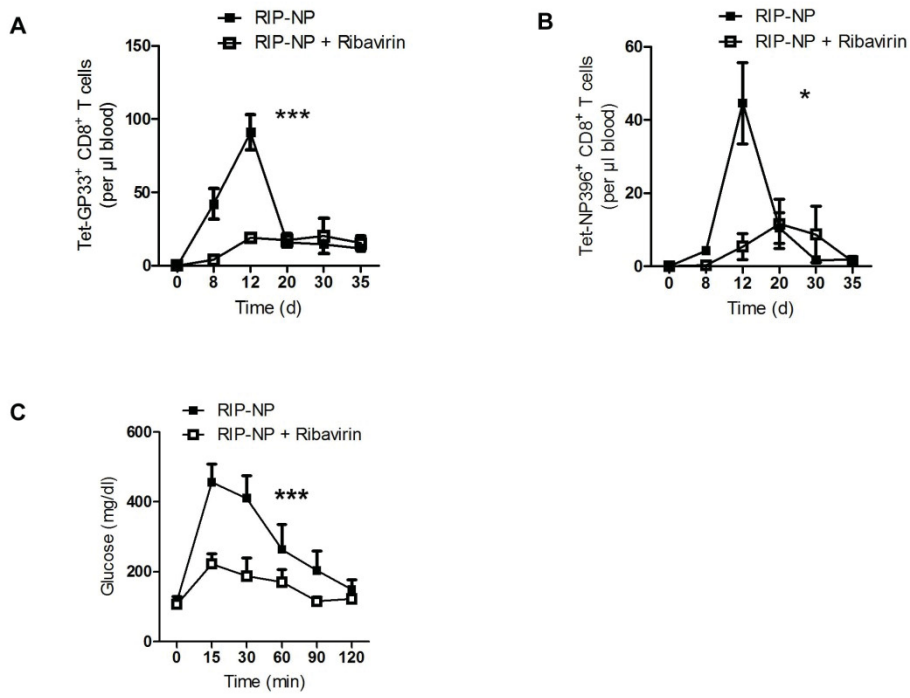 A
RIP-NP
RIP-NP + Ribavirin
150
100
50
0
Tet-GP33⁺ CD8⁺ T cells
(per µl blood)
***
0 8 12 20 30 35
Time (d)
B
RIP-NP
RIP-NP + Ribavirin
60
40
20
0
Tet-NP396⁺ CD8⁺ T cells
(per µl blood)
*
0 8 12 20 30 35
Time (d)
C
RIP-NP
RIP-NP + Ribavirin
600
400
200
0
Glucose (mg/dl)
***
0 15 30 60 90 120
Time (min)